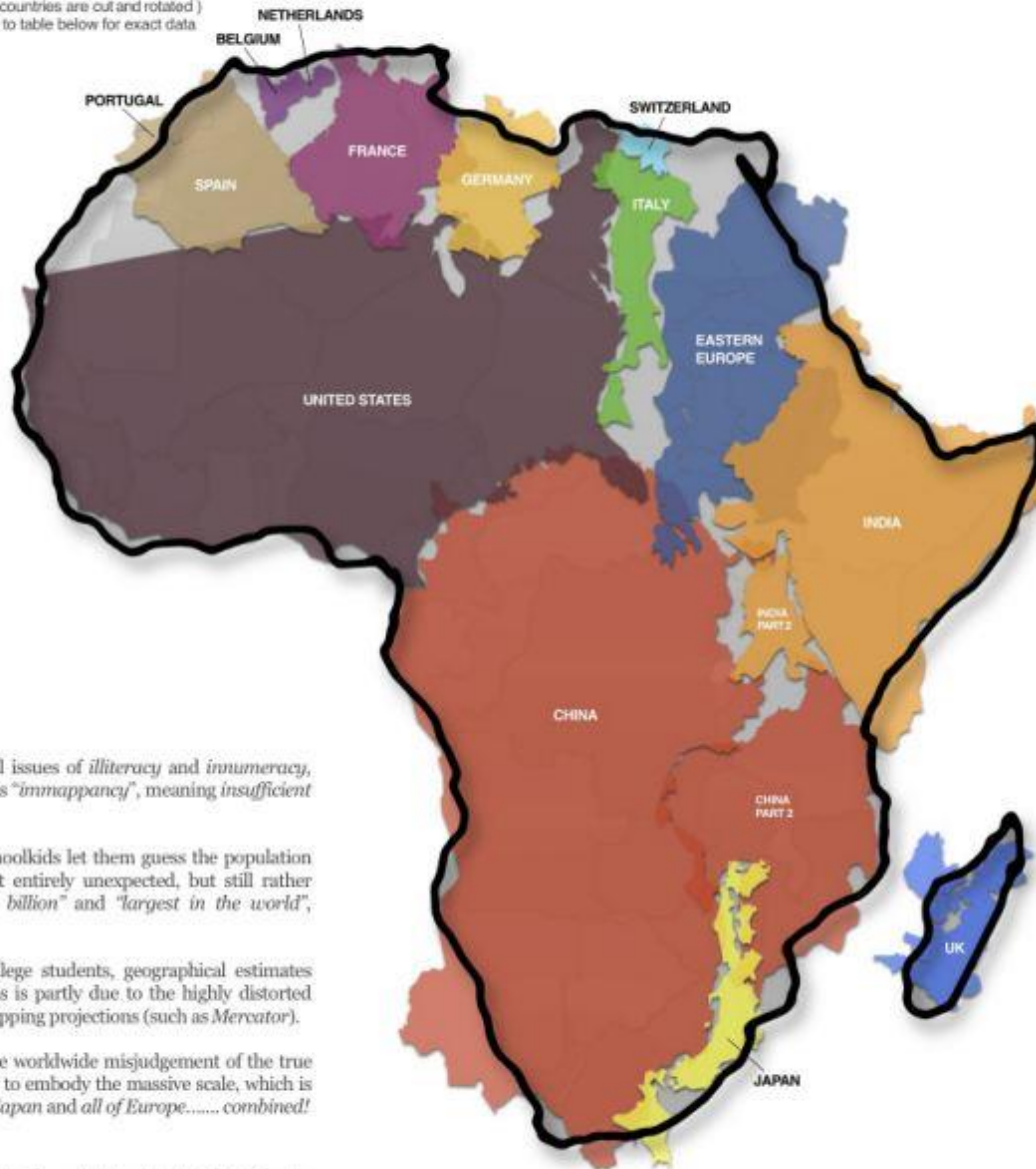 countries are cut and rotated )
to table below for exact data
NETHERLANDS
BELGIUM
PORTUGAL
SWITZERLAND
FRANCE
GERMANY
SPAIN
ITALY
EASTERN
EUROPE
UNITED STATES
INDIA
INDIA
PART 2
CHINA
CHINA
PART 2
UK
JAPAN
l issues of illiteracy and innumeracy,
s “immappancy”, meaning insufficient
oolkids let them guess the population
t entirely unexpected, but still rather
billion” and “largest in the world”,
lege students, geographical estimates
s is partly due to the highly distorted
pping projections (such as Mercator).
e worldwide misjudgement of the true
to embody the massive scale, which is
apan and all of Europe....... combined!